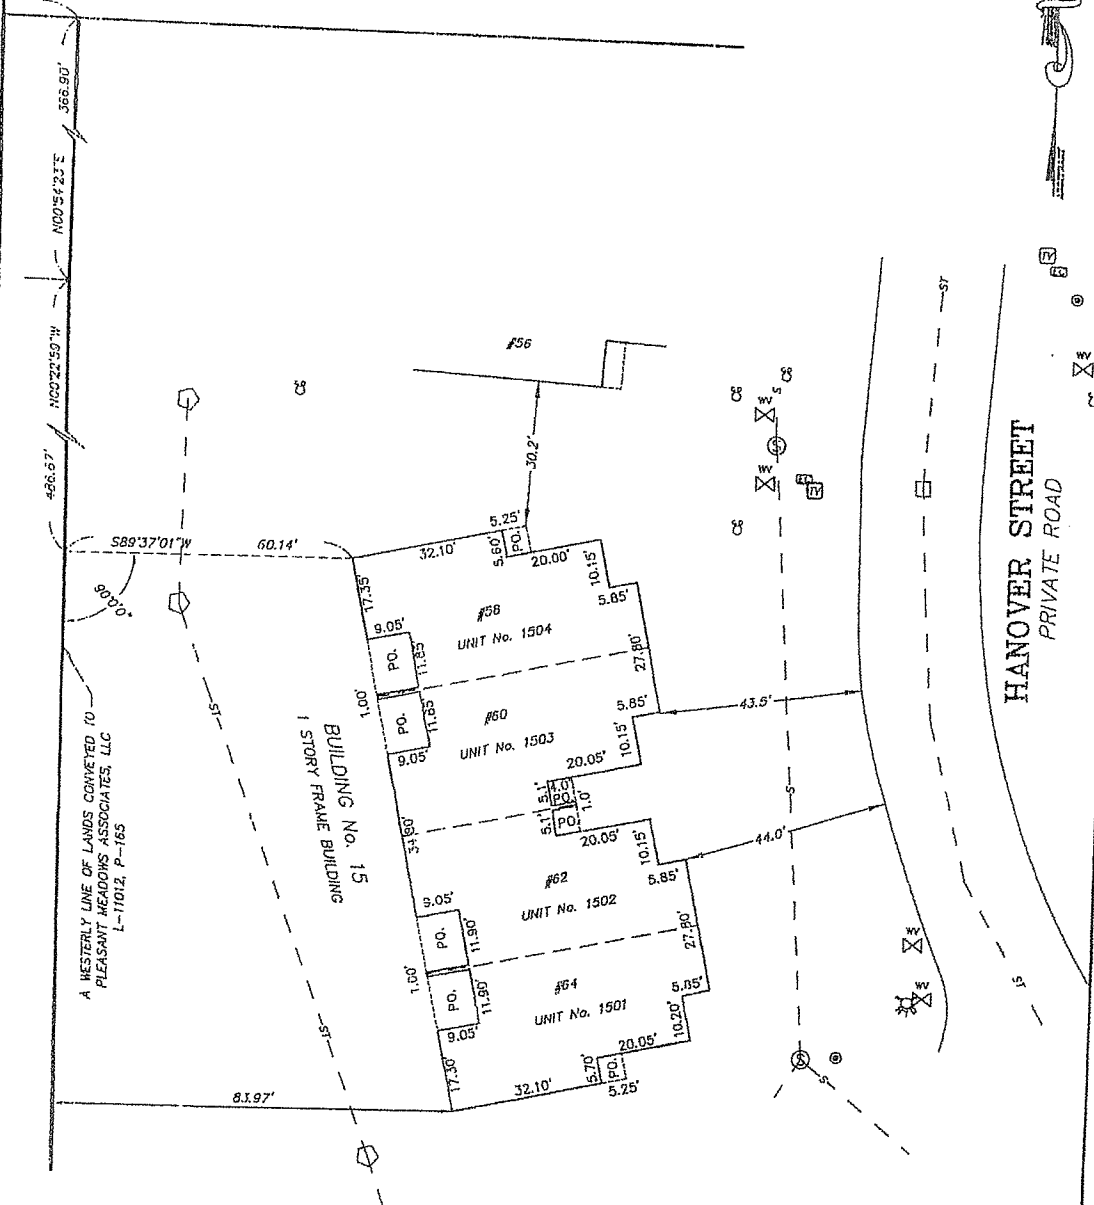 366.90'
N00°54'23"E
N00°22'59"W
486.67'
S89°37'01"W
60.14'
A WESTERLY LINE OF LANDS CONVEYED TO
PLEASANT MEADOWS ASSOCIATES, LLC
L-11012, P-165
83.97'
ST
ST
#56
30.2'
5.25'
32.10'
5.60'
PO.
20.00'
10.15'
5.85'
17.35'
9.05'
PO.
11.85'
#58
UNIT No. 1504
27.80'
1.00'
PO.
11.85'
9.05'
#60
UNIT No. 1503
5.85'
10.15'
20.05'
5.1'
4.0'
PO.
1.0'
5.1'
PO.
20.05'
10.15'
5.85'
BUILDING No. 15
1 STORY FRAME BUILDING
9.05'
PO.
11.90'
#62
UNIT No. 1502
27.80'
1.00'
PO.
11.90'
9.05'
#64
UNIT No. 1501
5.85'
10.20'
20.05'
5.70'
PO.
5.25'
32.10'
17.30'
43.5'
44.0'
WV
S
WV
TV
S
S
WV
WV
ST
ST
TV
WV
HANOVER STREET
PRIVATE ROAD